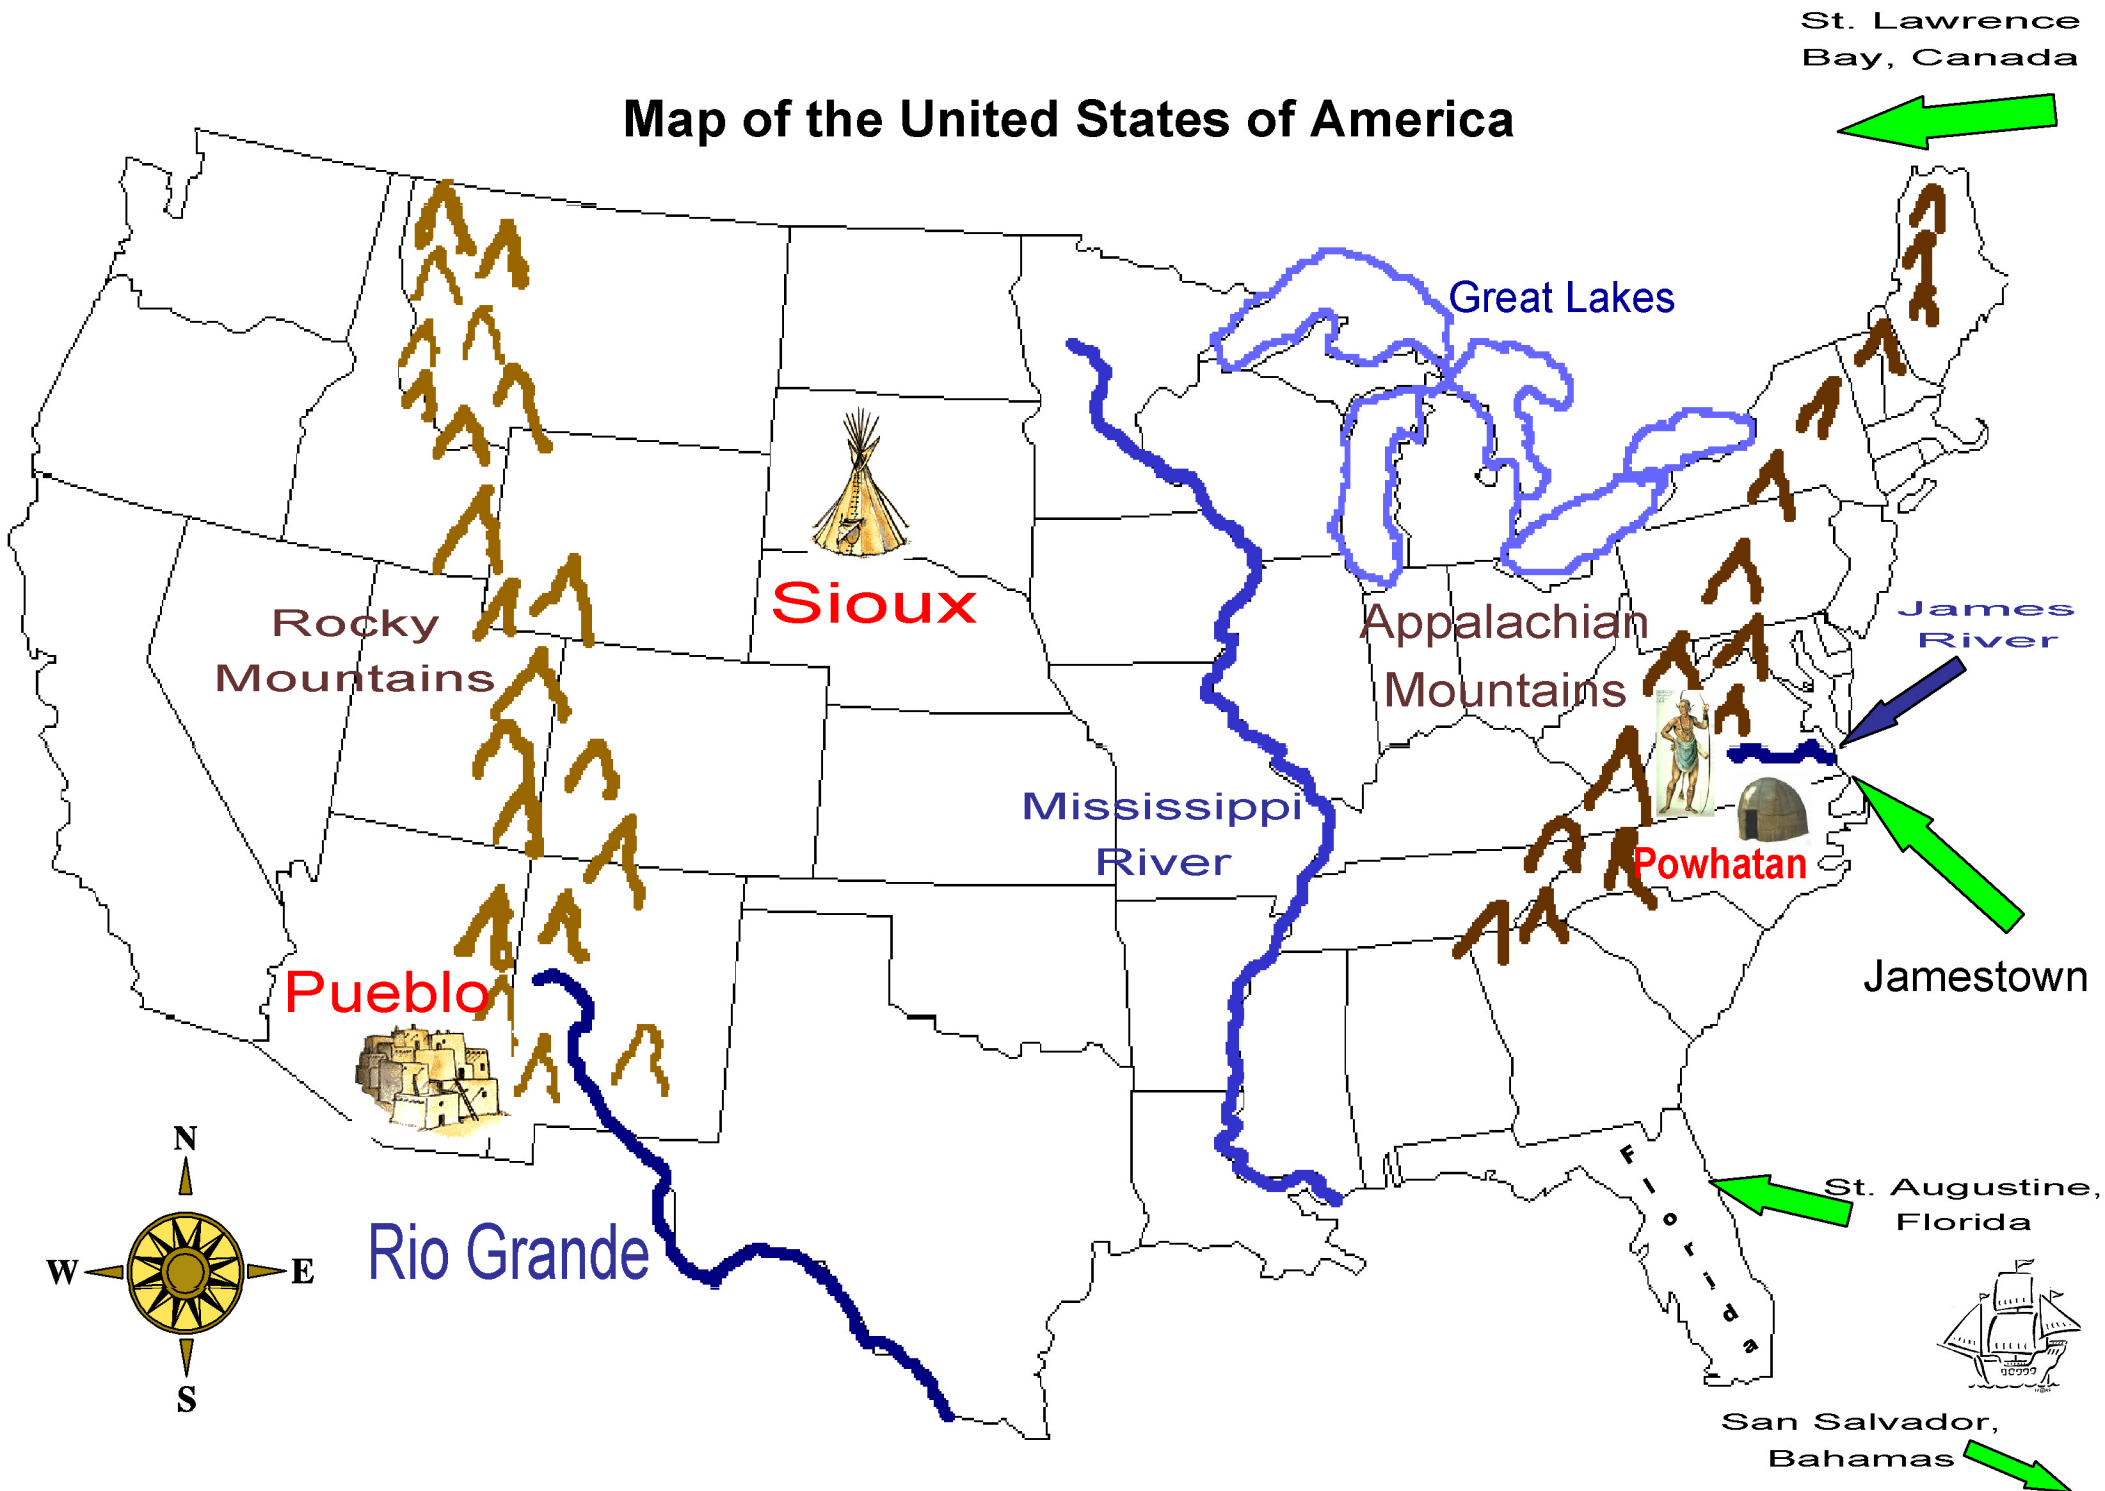 St. Lawrence
Bay, Canada
Map of the United States of America
Great Lakes
Sioux
Rocky
Mountains
Appalachian
Mountains
James
River
Mississippi
River
Powhatan
Pueblo
Jamestown
N
W
E
S
Rio Grande
Florida
St. Augustine,
Florida
San Salvador,
Bahamas